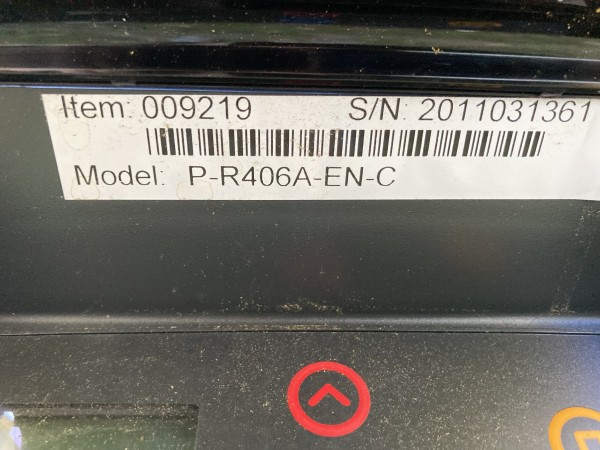 Item: 009219 S/N: 2011031361
Model: P-R406A-EN-C